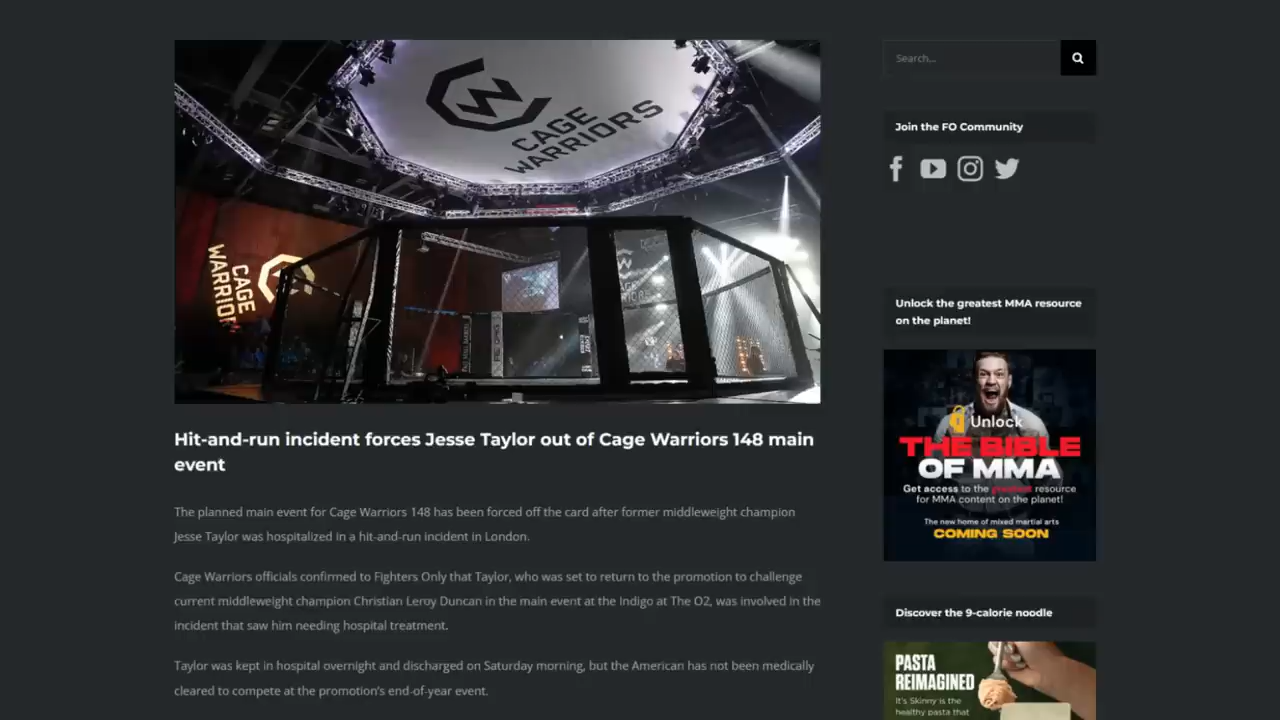 CAGE
WARRIORS
CAGE
WARRIORS
Hit-and-run incident forces Jesse Taylor out of Cage Warriors 148 main
event
The planned main event for Cage Warriors 148 has been forced off the card after former middleweight champion
Jesse Taylor was hospitalized in a hit-and-run incident in London.
Cage Warriors officials confirmed to Fighters Only that Taylor, who was set to return to the promotion to challenge
current middleweight champion Christian Leroy Duncan in the main event at the Indigo at The O2, was involved in the
incident that saw him needing hospital treatment.
Taylor was kept in hospital overnight and discharged on Saturday morning, but the American has not been medically
cleared to compete at the promotion's end-of-year event.
Search...
Join the FO Community
Unlock the greatest MMA resource
on the planet!
Unlock
THE BIBLE
OF MMA
Get access to the greatest resource
for MMA content on the planet!
The new home of mixed martial arts
COMING SOON
Discover the 9-calorie noodle
PASTA
REIMAGINED
It's Skinny is the
healthy pasta that